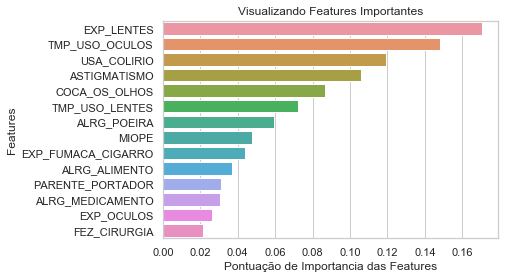 Visualizando Features Importantes
Features
EXP_LENTES
TMP_USO_OCULOS
USA_COLIRIO
ASTIGMATISMO
COCA_OS_OLHOS
TMP_USO_LENTES
ALRG_POEIRA
MIOPE
EXP_FUMACA_CIGARRO
ALRG_ALIMENTO
PARENTE_PORTADOR
ALRG_MEDICAMENTO
EXP_OCULOS
FEZ_CIRURGIA
0.00 0.02 0.04 0.06 0.08 0.10 0.12 0.14 0.16
Pontuação de Importancia das Features